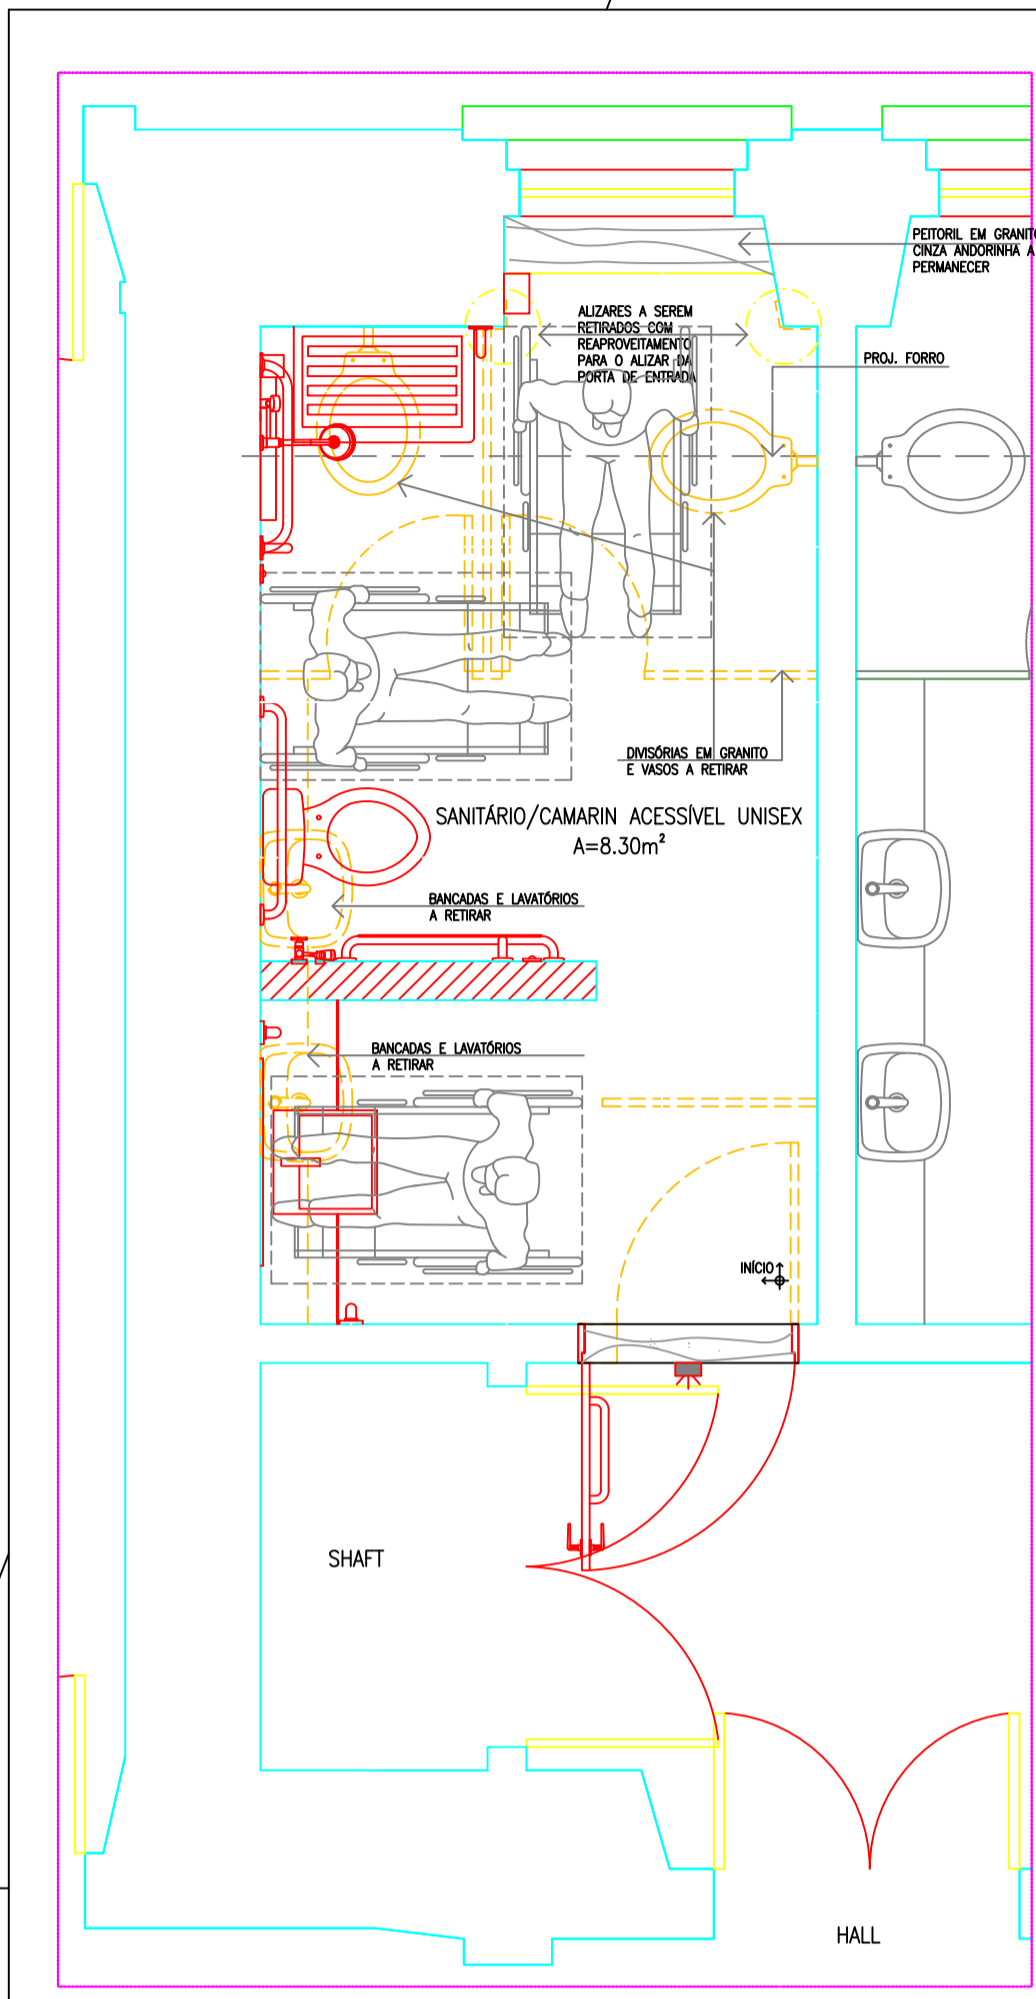 PEITORIL EM GRANITO
CINZA ANDORINHA A
PERMANECER
ALIZARES A SEREM
RETIRADOS COM
REAPROVEITAMENTO
PARA O ALIZAR DA
PORTA DE ENTRADA
PROJ. FORRO
DIVISÓRIAS EM GRANITO
E VASOS A RETIRAR
SANITÁRIO/CAMARIN ACESSÍVEL UNISEX
A=8.30m²
BANCADAS E LAVATÓRIOS
A RETIRAR
BANCADAS E LAVATÓRIOS
A RETIRAR
INÍCIO
SHAFT
HALL